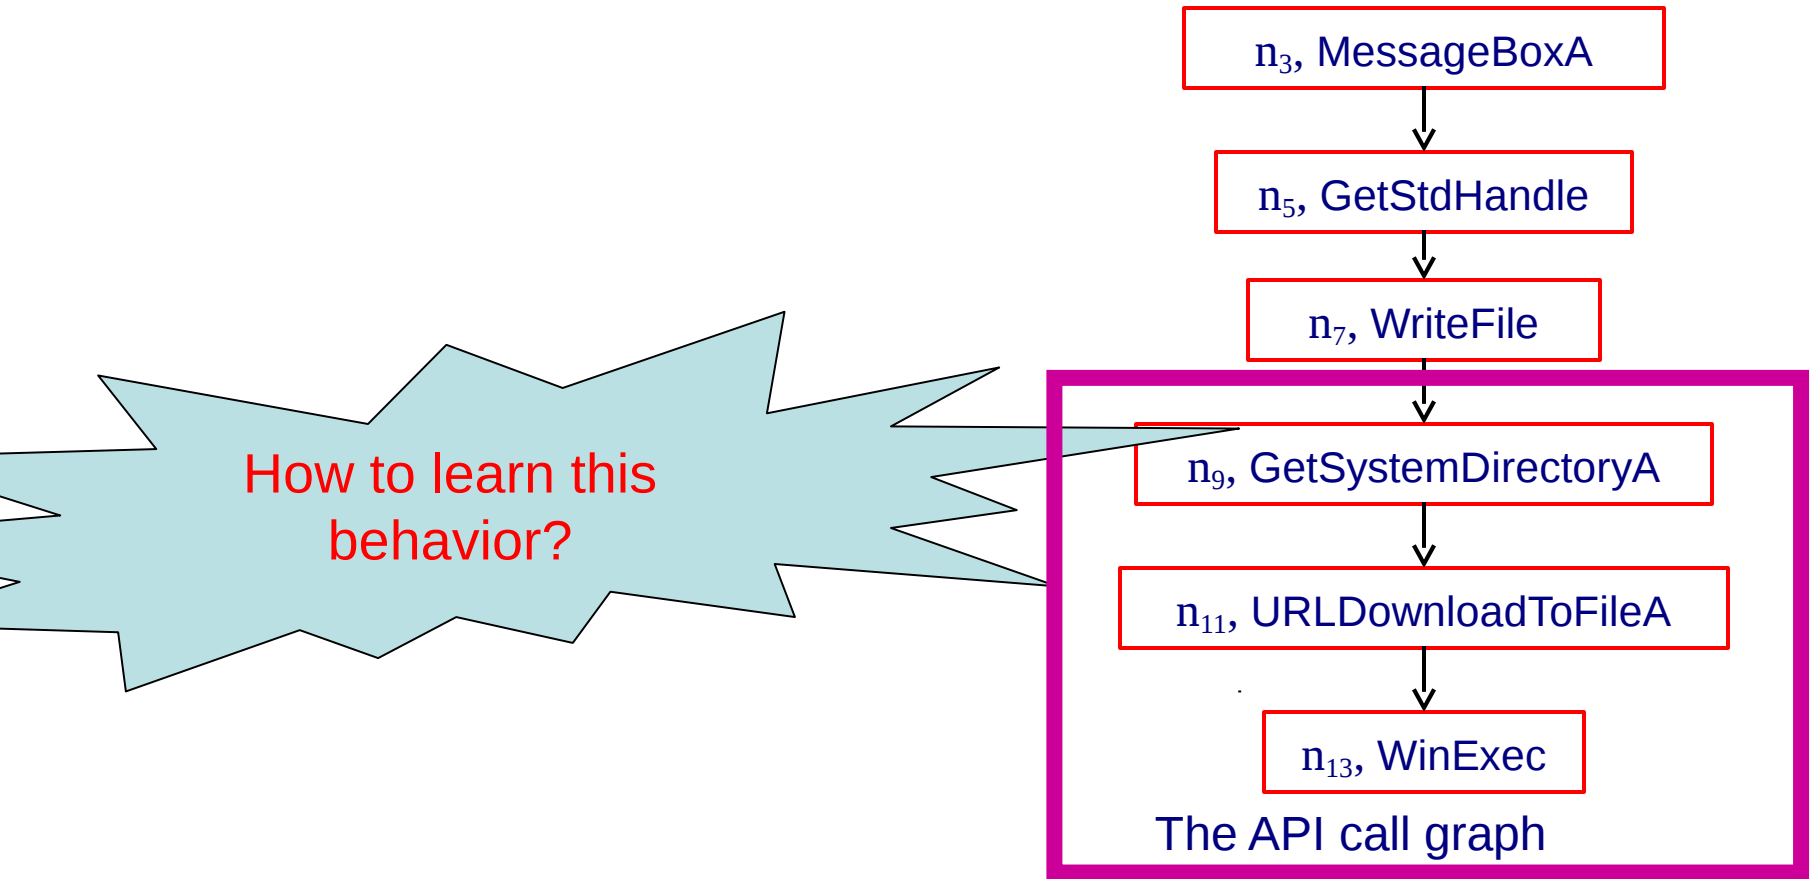 n₃, MessageBoxA
n₅, GetStdHandle
n₇, WriteFile
How to learn this
behavior?
n₉, GetSystemDirectoryA
n₁₁, URLDownloadToFileA
n₁₃, WinExec
The API call graph